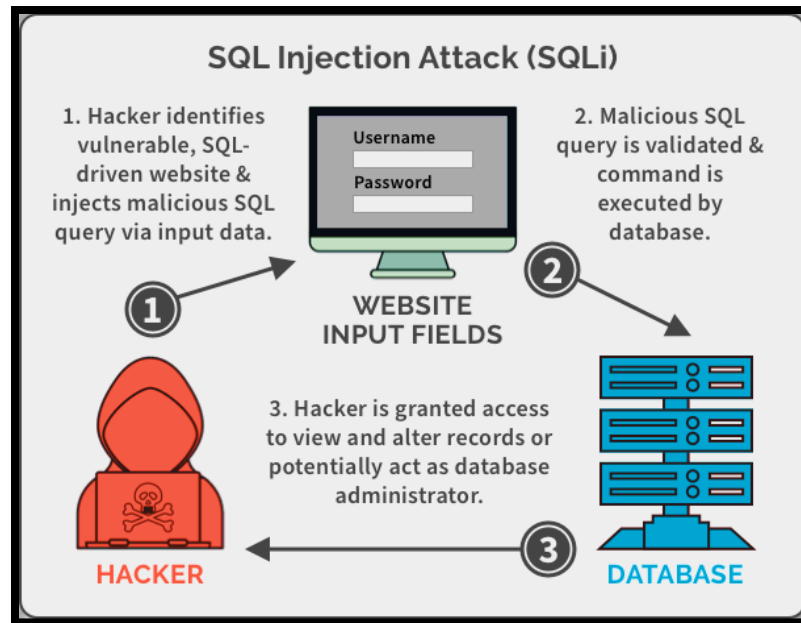 SQL Injection Attack (SQLi)
1. Hacker identifies
vulnerable, SQL-
driven website &
injects malicious SQL
query via input data.
Username
Password
2. Malicious SQL
query is validated &
command is
executed by
database.
1
2
WEBSITE
INPUT FIELDS
3. Hacker is granted access
to view and alter records or
potentially act as database
administrator.
3
HACKER
DATABASE